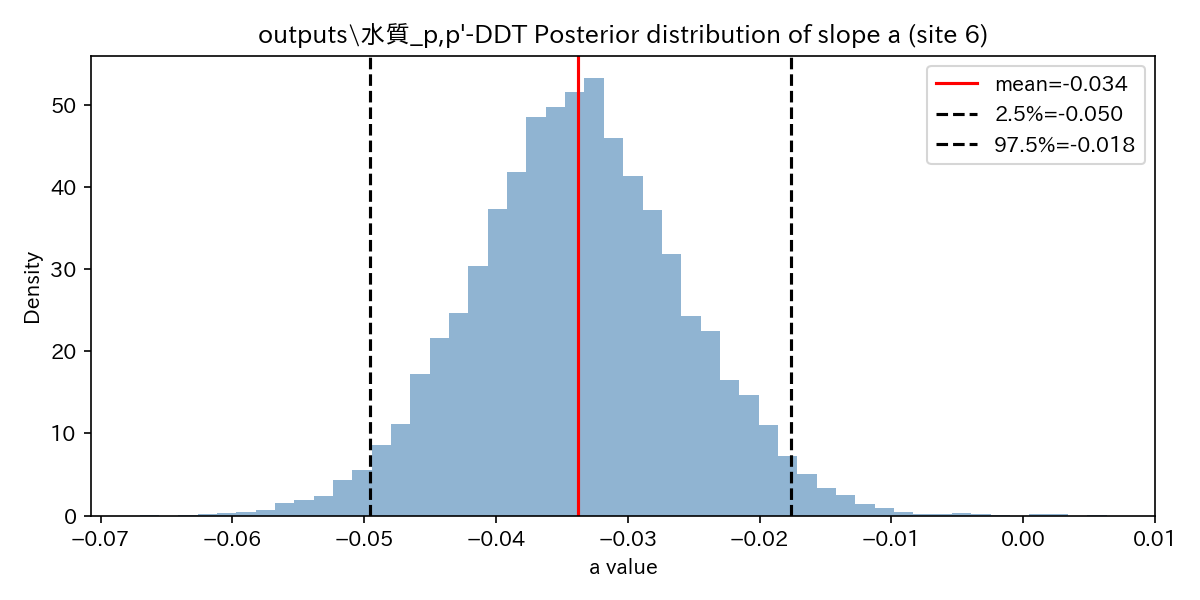 outputs\水質_p,p'-DDT Posterior distribution of slope a (site 6)
mean=-0.034
2.5%=-0.050
97.5%=-0.018
Density
50
40
30
20
10
0
−0.07 −0.06 −0.05 −0.04 −0.03 −0.02 −0.01 0.00 0.01
a value